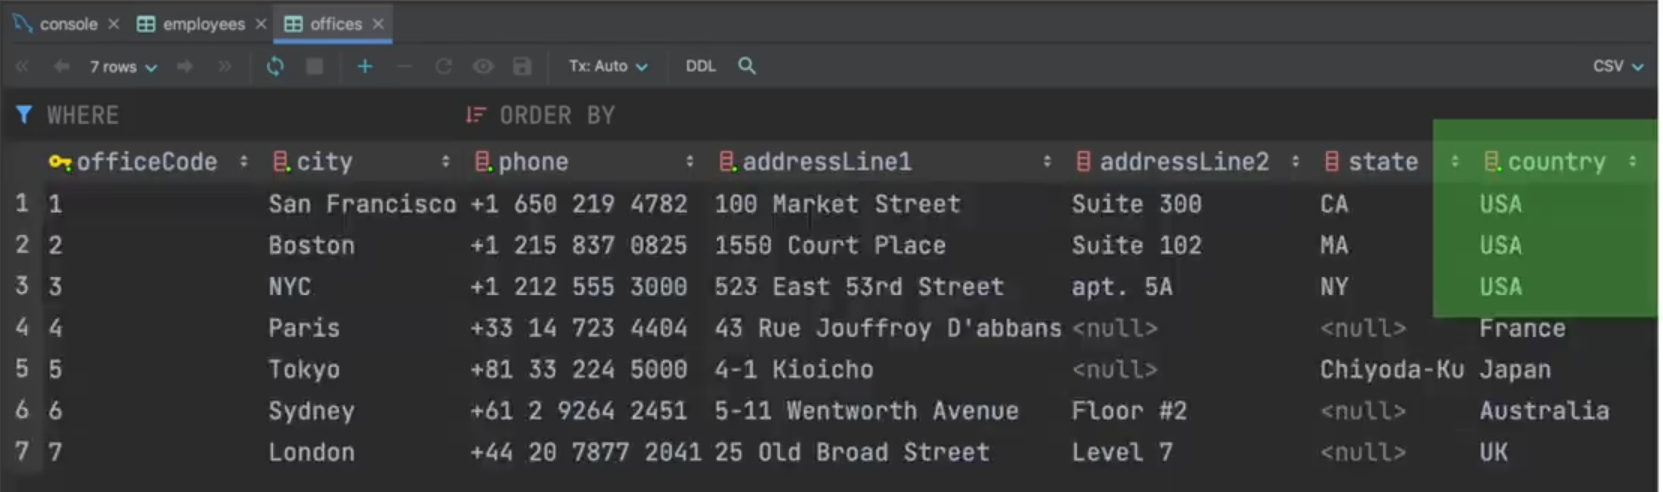 console employees offices
7 rows Tx: Auto DDL CSV
WHERE ORDER BY
officeCode city phone addressLine1 addressLine2 state country
1 1 San Francisco +1 650 219 4782 100 Market Street Suite 300 CA USA
2 2 Boston +1 215 837 0825 1550 Court Place Suite 102 MA USA
3 3 NYC +1 212 555 3000 523 East 53rd Street apt. 5A NY USA
4 4 Paris +33 14 723 4404 43 Rue Jouffroy D'abbans <null> <null> France
5 5 Tokyo +81 33 224 5000 4-1 Kioicho <null> Chiyoda-Ku Japan
6 6 Sydney +61 2 9264 2451 5-11 Wentworth Avenue Floor #2 <null> Australia
7 7 London +44 20 7877 2041 25 Old Broad Street Level 7 <null> UK